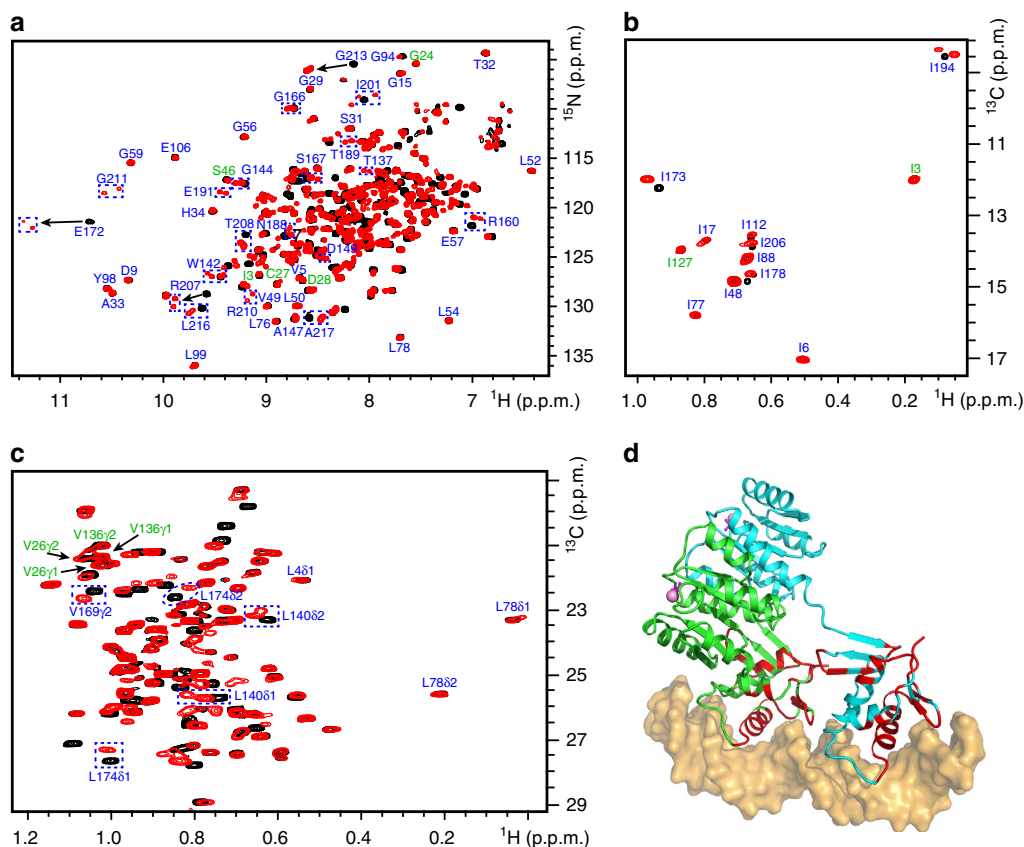 a
G213 G94 G24
T32
G29
G15
I201
G166
G56
S31
E106
S167
T189
T137
G59
S46
G144
L52
G211
E191
H34
R160
E172
T208
N188
E57
D149
W142
I3
C27
V5
D28
Y98
D9
R207
A33
V49
L50
R210
L54
L216
L76
A147
A217
L78
L99
11 10 9 8 7 ¹H (p.p.m.)
¹⁵N (p.p.m.)
115
120
125
130
135
b
I194
I173
I3
I112
I17
I206
I127
I88
I178
I48
I77
I6
1.0 0.8 0.6 0.4 0.2 ¹H (p.p.m.)
¹³C (p.p.m.)
11
13
15
17
c
V136γ1
V136γ2
V26γ2
V26γ1
L4δ1
L174δ2
V169γ2
L140δ2
L78δ1
L78δ2
L140δ1
L174δ1
1.2 1.0 0.8 0.6 0.4 0.2 ¹H (p.p.m.)
¹³C (p.p.m.)
21
23
25
27
29
d